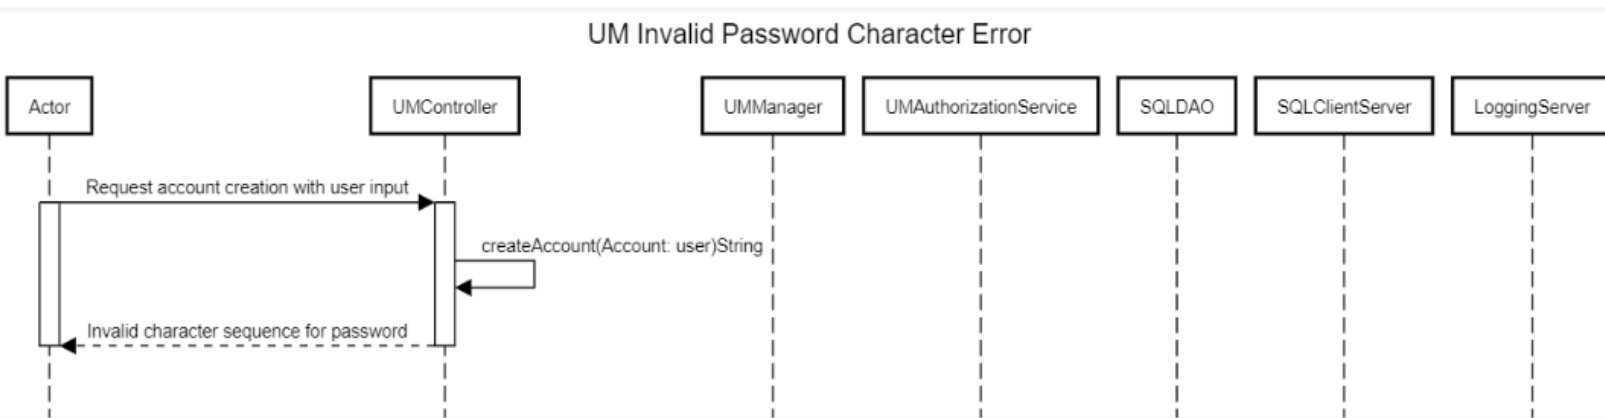 UM Invalid Password Character Error
Actor
UMController
UMManager
UMAuthorizationService
SQLDAO
SQLClientServer
LoggingServer
Request account creation with user input
createAccount(Account: user)String
Invalid character sequence for password